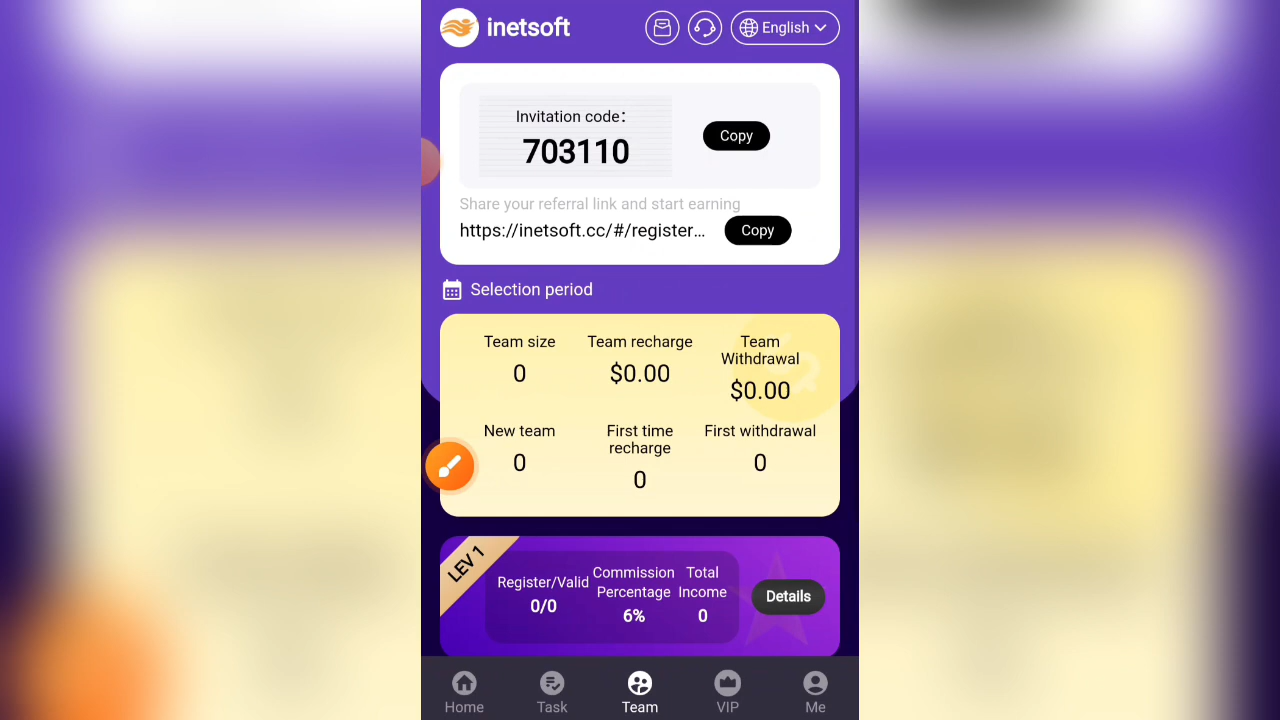 inetsoft
English
Invitation code：
703110
Copy
Share your referral link and start earning
https://inetsoft.cc/#/register...
Copy
Selection period
Team size
0
Team recharge
$0.00
Team
Withdrawal
$0.00
New team
0
First time
recharge
0
First withdrawal
0
LEV 1
Register/Valid
0/0
Commission
Percentage
6%
Total
Income
0
Details
Home
Task
Team
VIP
Me